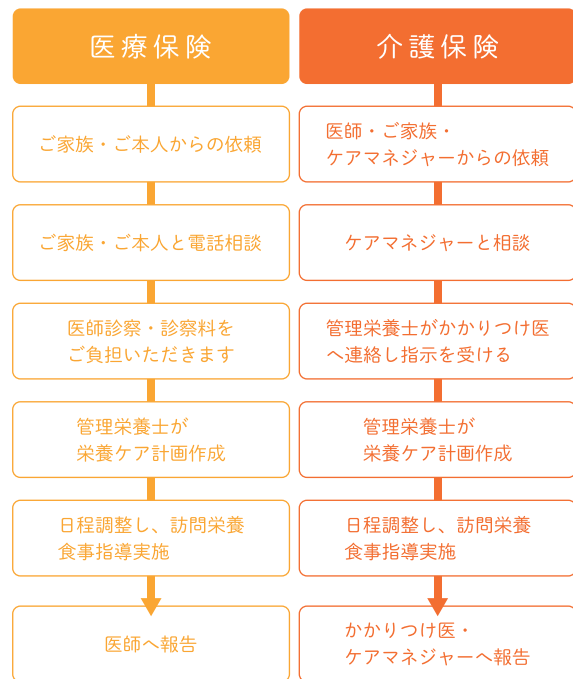 医療保険
ご家族・ご本人からの依頼
ご家族・ご本人と電話相談
医師診察・診察料を
ご負担いただきます
管理栄養士が
栄養ケア計画作成
日程調整し、訪問栄養
食事指導実施
医師へ報告
介護保険
医師・ご家族・
ケアマネジャーからの依頼
ケアマネジャーと相談
管理栄養士がかかりつけ医
へ連絡し指示を受ける
管理栄養士が
栄養ケア計画作成
日程調整し、訪問栄養
食事指導実施
かかりつけ医・
ケアマネジャーへ報告